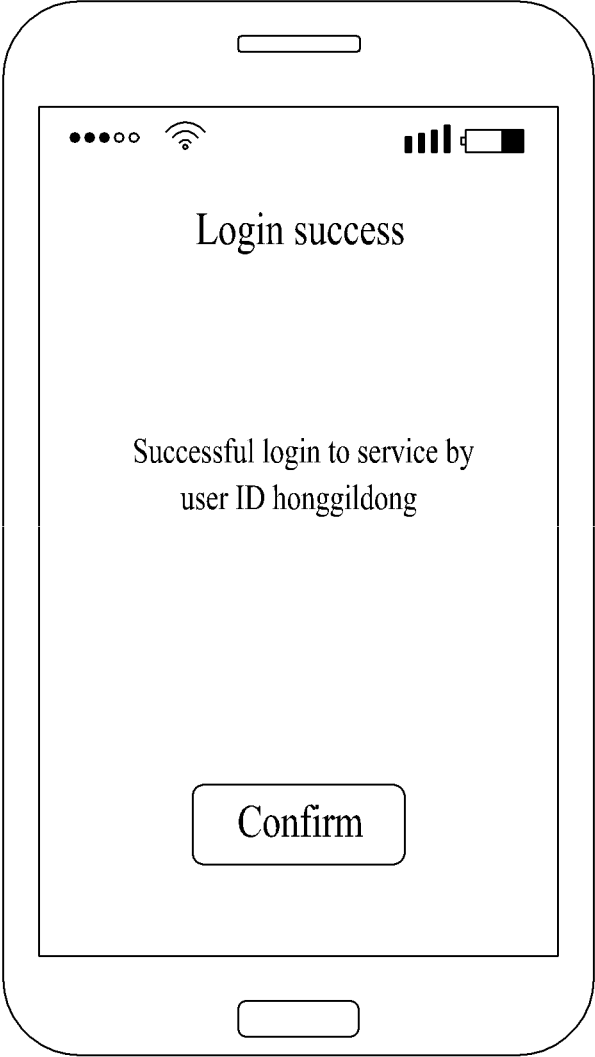 Login success
Successful login to service by
user ID honggildong
Confirm